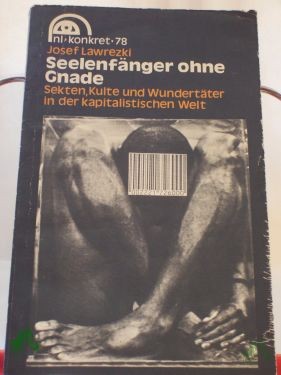 nl·konkret·78
Josef Lawrezki
Seelenfänger ohne
Gnade
Sekten, Kulte und Wundertäter
in der kapitalistischen Welt